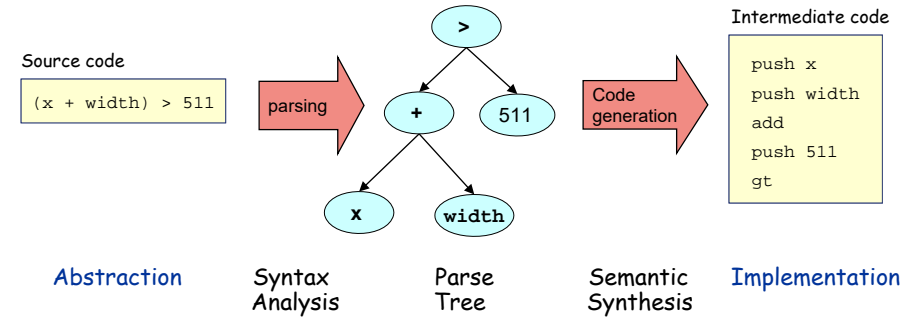 Source code
(x + width) > 511
parsing
>
+
511
x
width
Code
generation
Intermediate code
push x
push width
add
push 511
gt
Abstraction
Syntax
Analysis
Parse
Tree
Semantic
Synthesis
Implementation